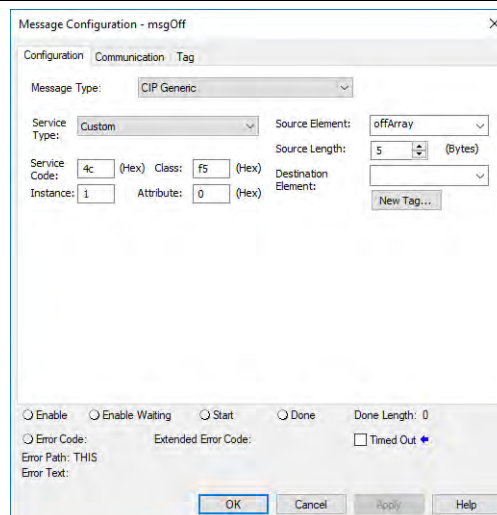 Message Configuration - msgOff
Configuration Communication Tag
Message Type: CIP Generic
Service Type: Custom
Source Element: offArray
Source Length: 5 (Bytes)
Service Code: 4c (Hex) Class: f5 (Hex)
Destination Element:
Instance: 1 Attribute: 0 (Hex)
New Tag...
Enable Enable Waiting Start Done Done Length: 0
Error Code: Extended Error Code: Timed Out
Error Path: THIS
Error Text:
OK Cancel Apply Help